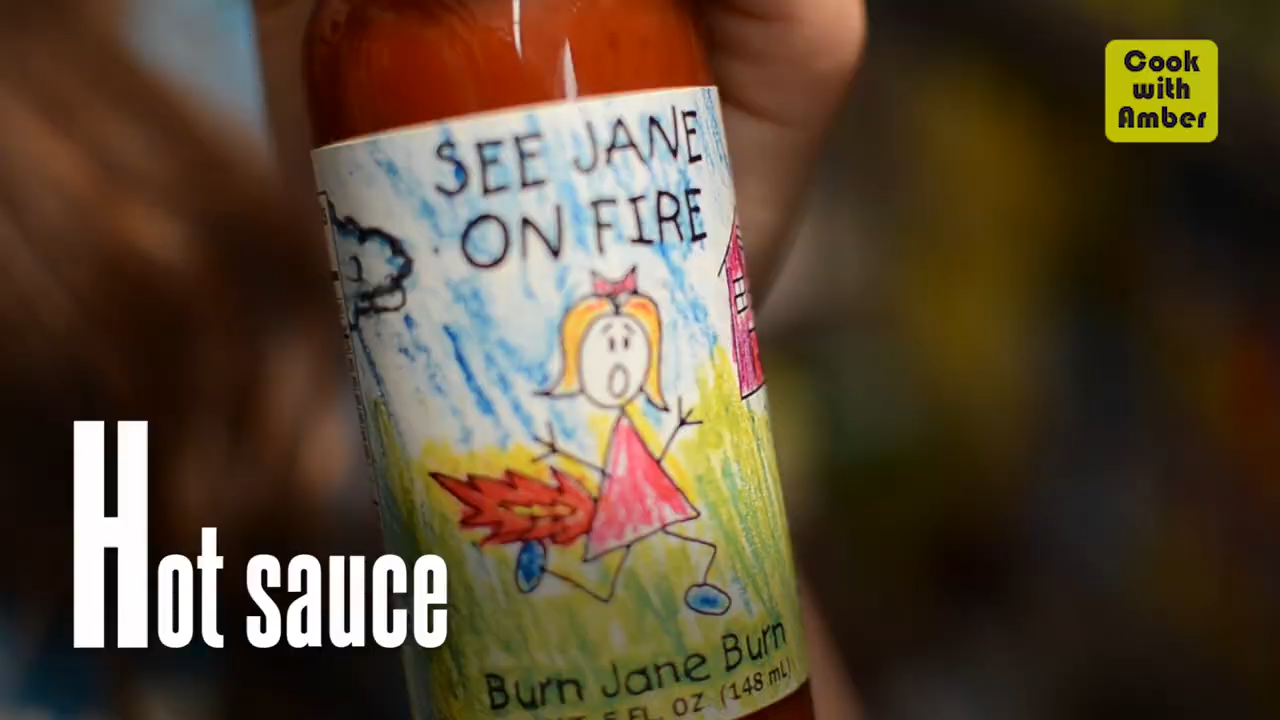 SEE JANE
ON FIRE
Burn Jane Burn
5 FL. OZ. (148 mL)
Hot sauce
Cook
with
Amber